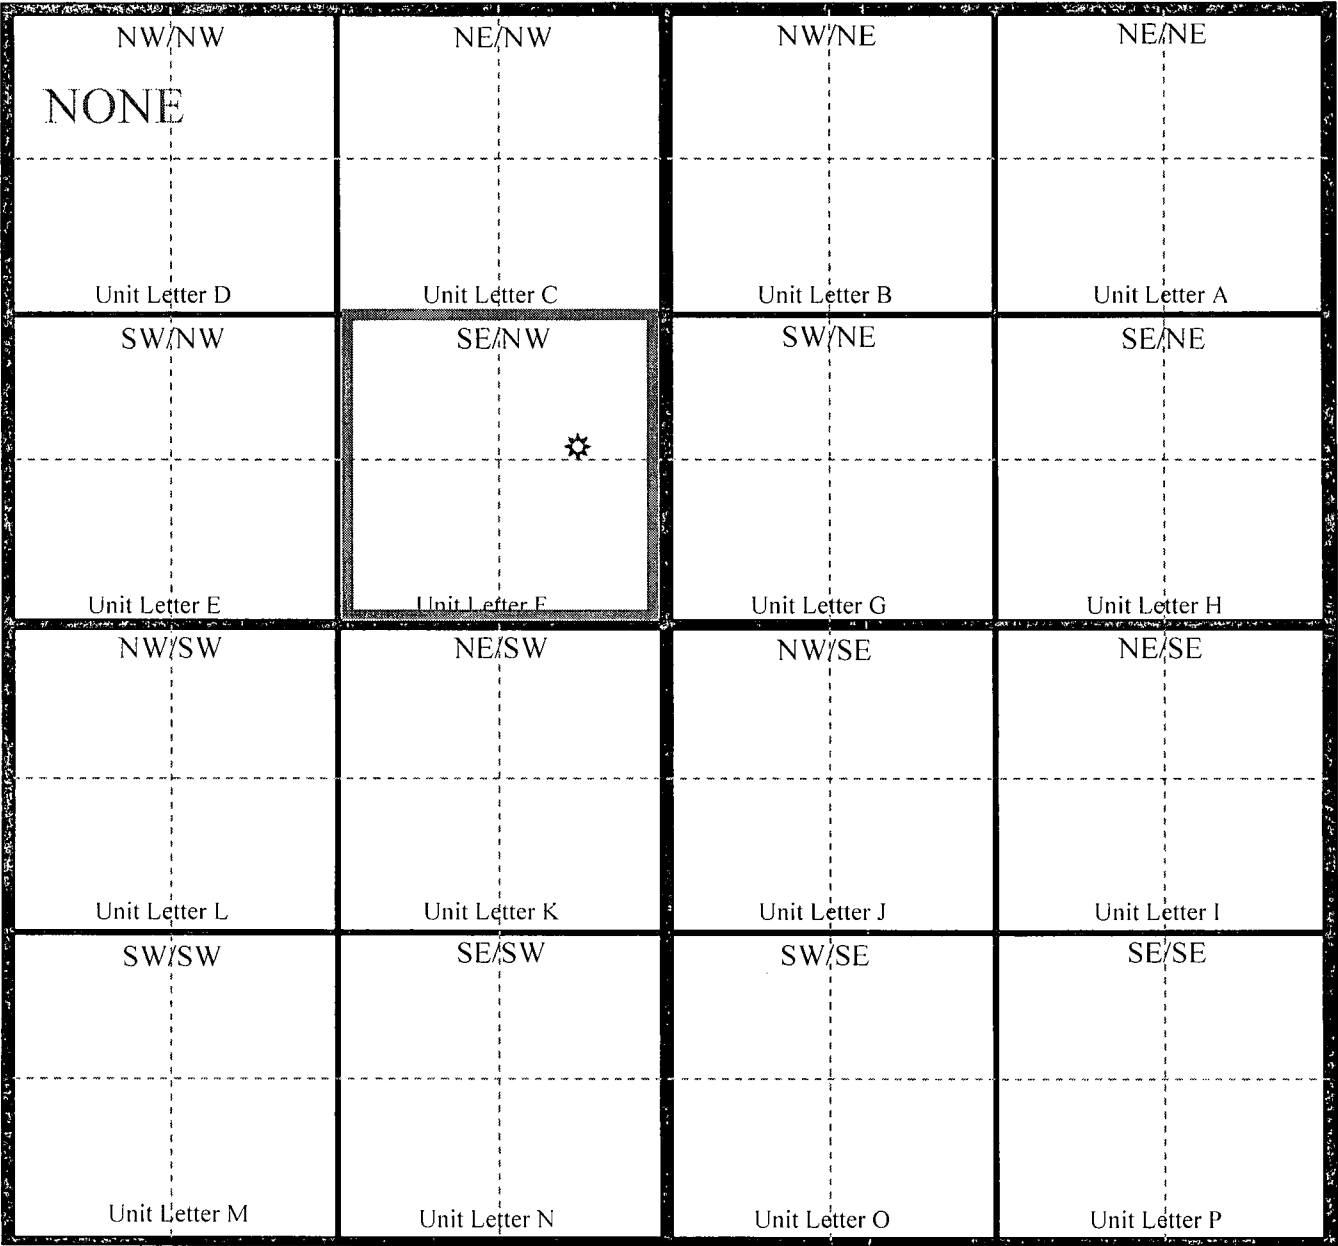 NW/NW NE/NW NW/NE NE/NE
NONE
Unit Letter D Unit Letter C Unit Letter B Unit Letter A
SW/NW SE/NW SW/NE SE/NE
Unit Letter E Unit Letter F Unit Letter G Unit Letter H
NW/SW NE/SW NW/SE NE/SE
Unit Letter L Unit Letter K Unit Letter J Unit Letter I
SW/SW SE/SW SW/SE SE/SE
Unit Letter M Unit Letter N Unit Letter O Unit Letter P